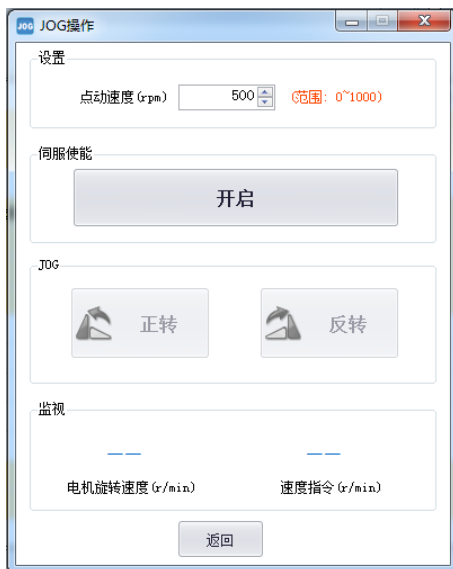 JOG JOG操作
设置
点动速度(rpm) 500 (范围: 0~1000)
伺服使能
开启
JOG
正转 反转
监视
—— ——
电机旋转速度(r/min) 速度指令(r/min)
返回